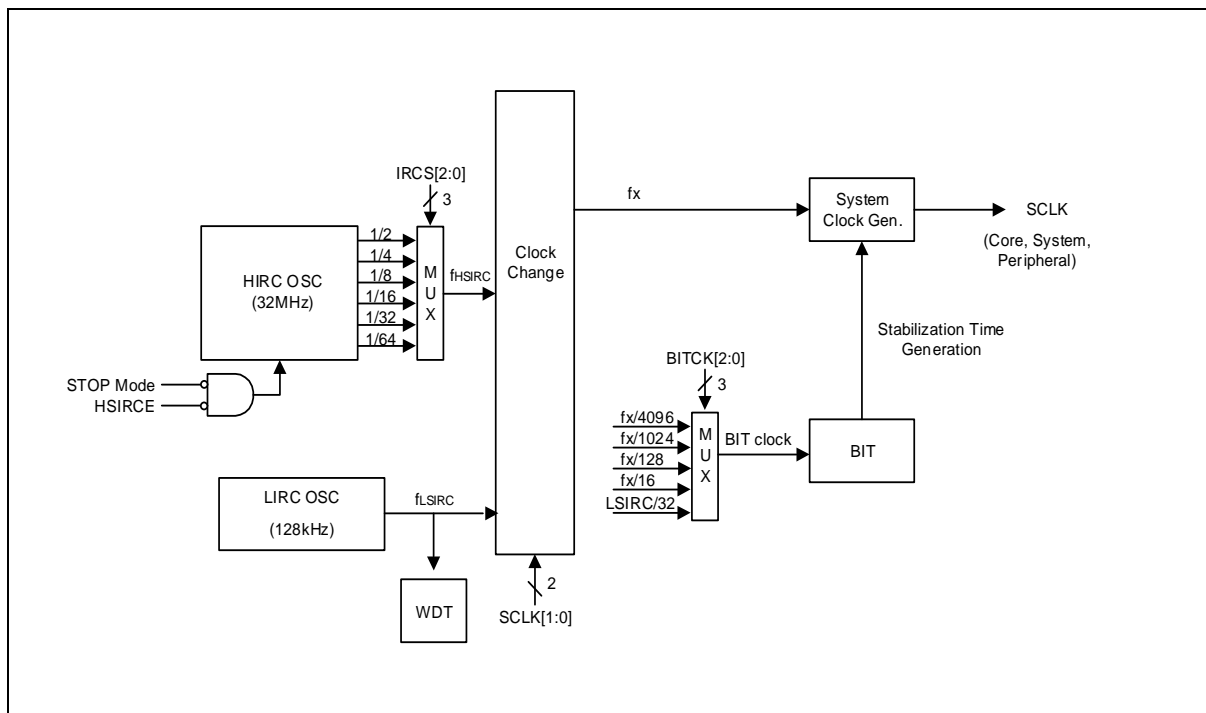 IRCS[2:0]
3
HIRC OSC
(32MHz)
1/2
1/4
1/8
1/16
1/32
1/64
MUX
fHSIRC
STOP Mode
HSIRCE
LIRC OSC
(128kHz)
fLSIRC
WDT
Clock
Change
2
SCLK[1:0]
fx
System
Clock Gen.
SCLK
(Core, System,
Peripheral)
Stabilization Time
Generation
BITCK[2:0]
3
fx/4096
fx/1024
fx/128
fx/16
LSIRC/32
MUX
BIT clock
BIT